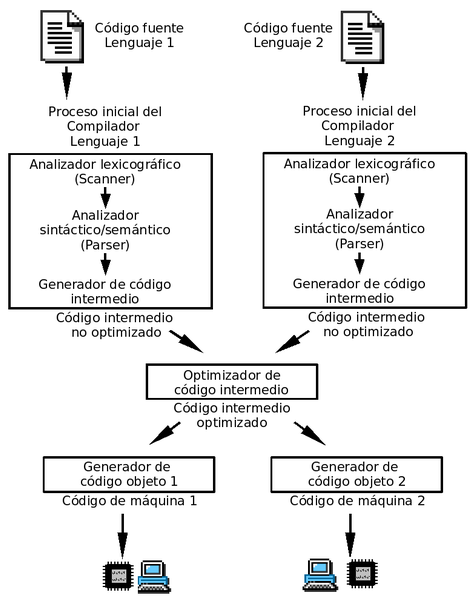 Código fuente
Lenguaje 1
Código fuente
Lenguaje 2
Proceso inicial del
Compilador
Lenguaje 1
Proceso inicial del
Compilador
Lenguaje 2
Analizador lexicográfico
(Scanner)
Analizador
sintáctico/semántico
(Parser)
Generador de código
intermedio
Analizador lexicográfico
(Scanner)
Analizador
sintáctico/semántico
(Parser)
Generador de código
intermedio
Código intermedio
no optimizado
Código intermedio
no optimizado
Optimizador de
código intermedio
Código intermedio
optimizado
Generador de
código objeto 1
Generador de
código objeto 2
Código de máquina 1
Código de máquina 2